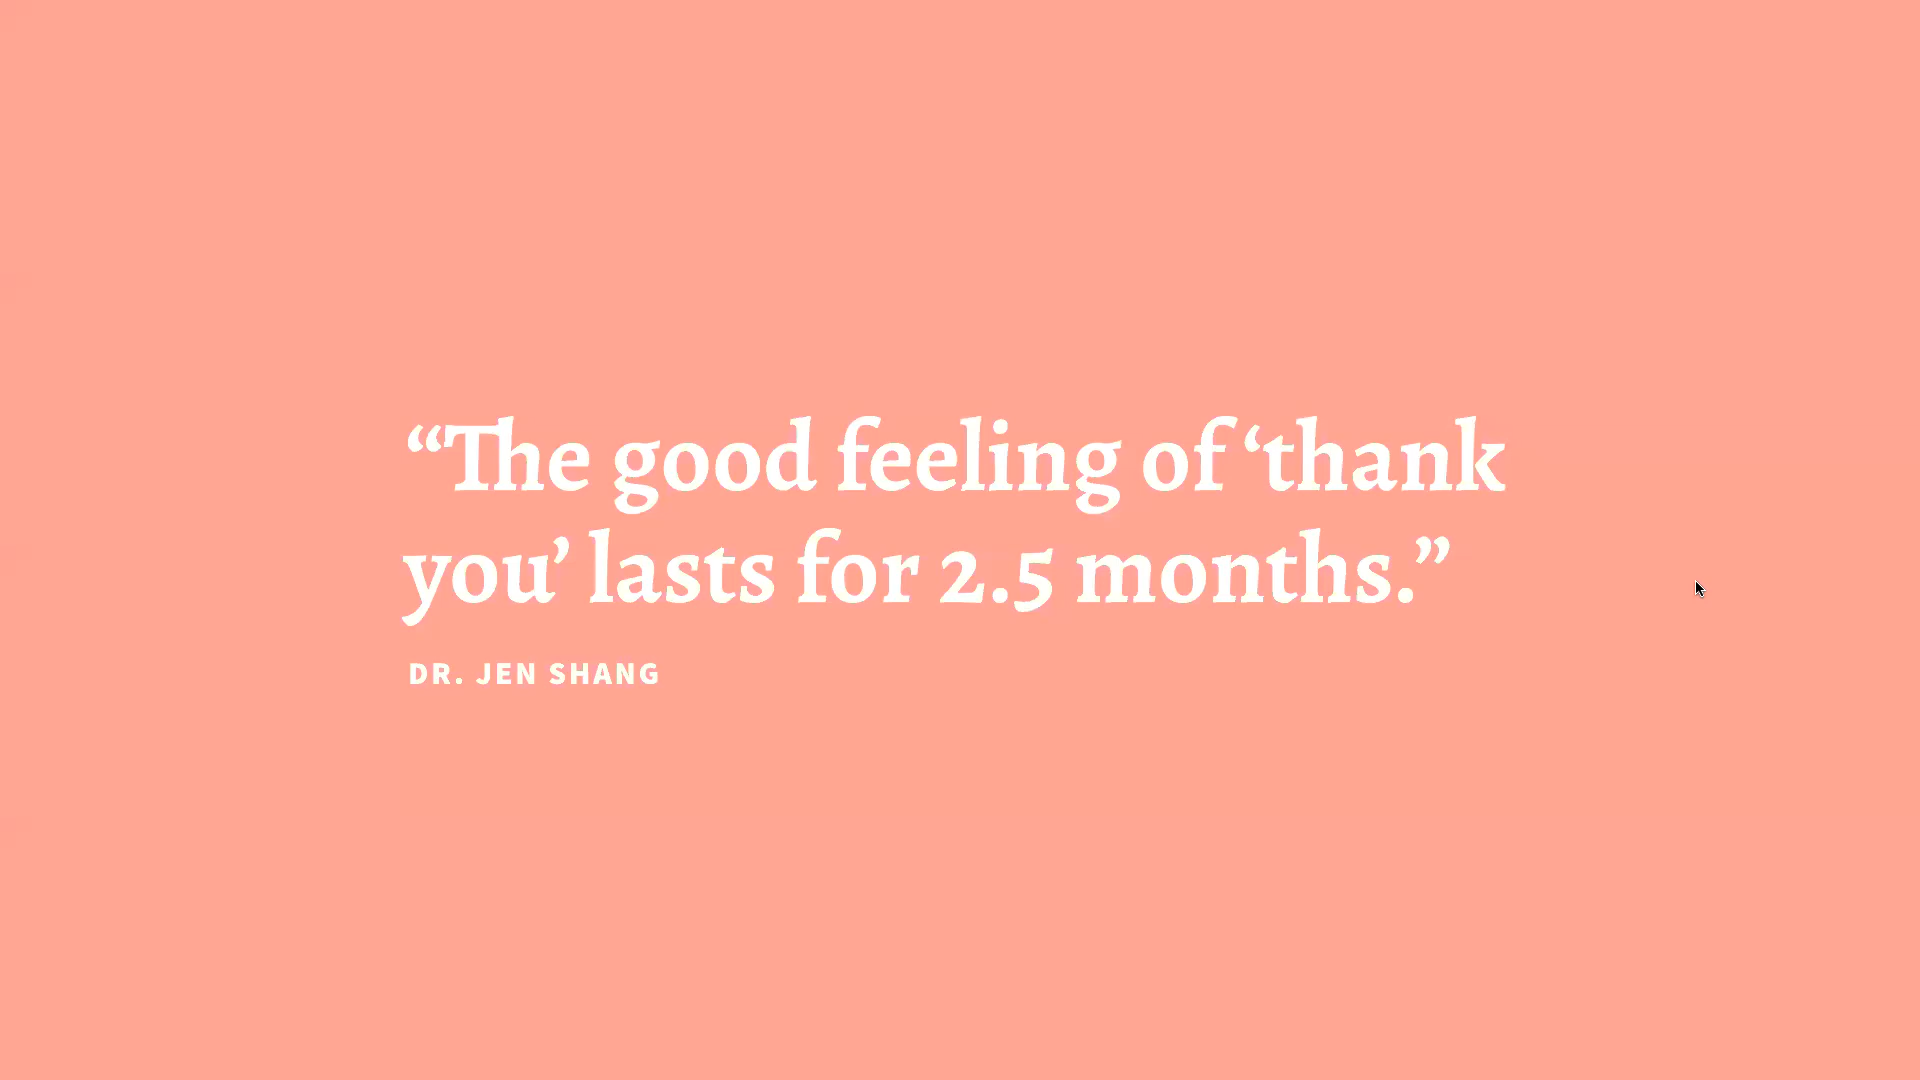 “The good feeling of ‘thank
you’ lasts for 2.5 months.”
DR. JEN SHANG